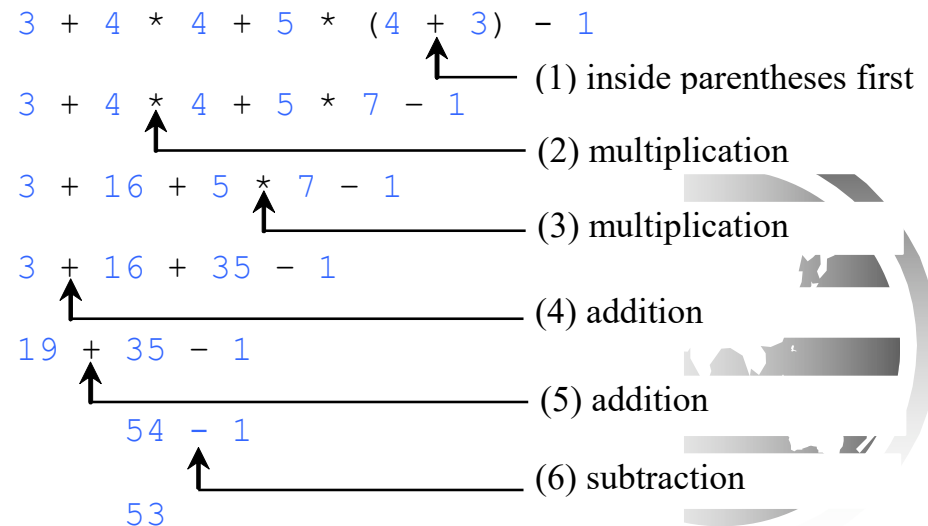 3 + 4 * 4 + 5 * (4 + 3) - 1
(1) inside parentheses first
3 + 4 * 4 + 5 * 7 – 1
(2) multiplication
3 + 16 + 5 * 7 – 1
(3) multiplication
3 + 16 + 35 – 1
(4) addition
19 + 35 - 1
(5) addition
54 - 1
(6) subtraction
53